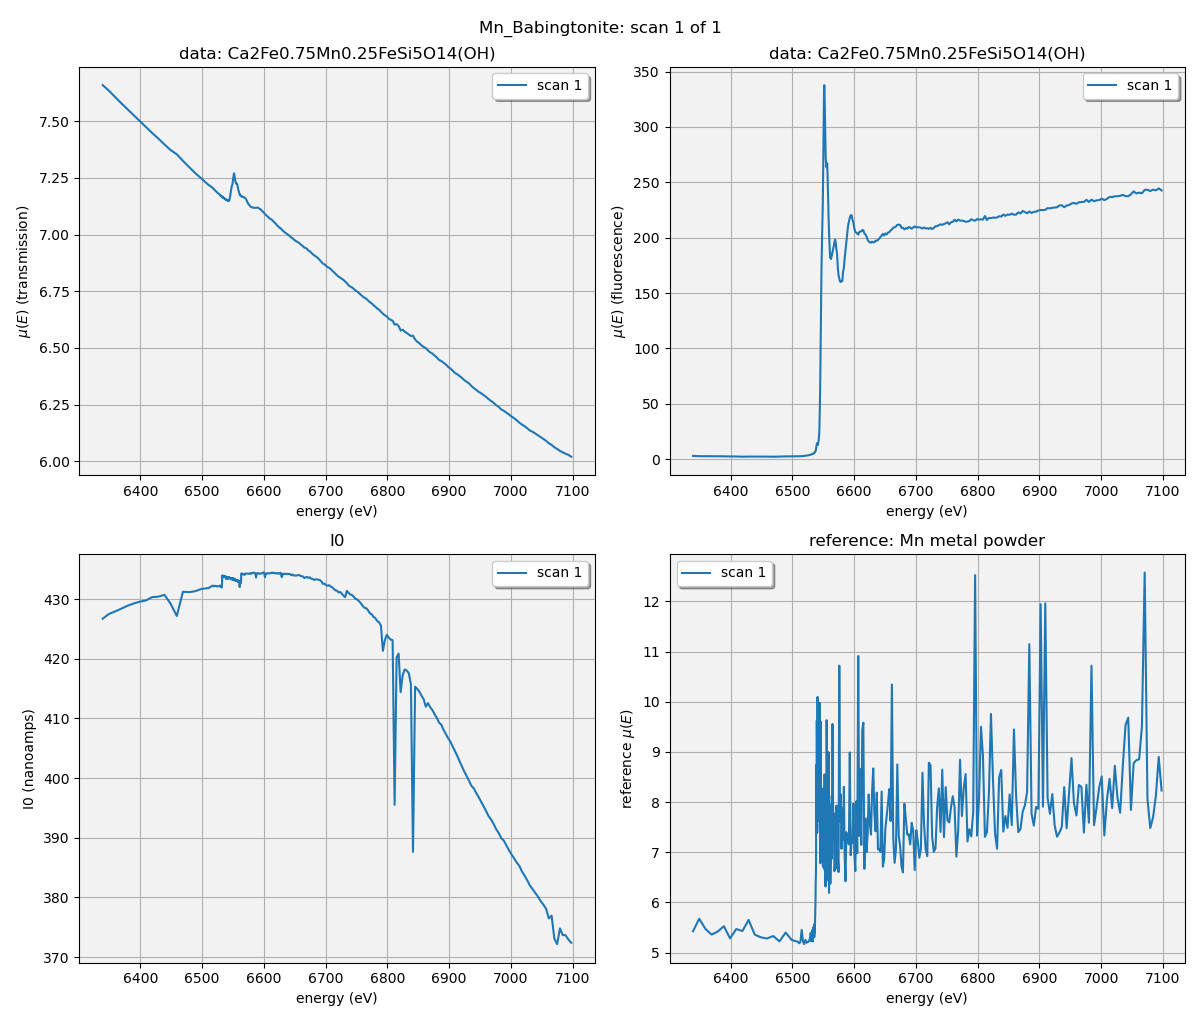 Mn_Babingtonite: scan 1 of 1
data: Ca2Fe0.75Mn0.25FeSi5O14(OH)
scan 1
7.50
7.25
7.00
6.75
6.50
6.25
6.00
μ(E) (transmission)
6400 6500 6600 6700 6800 6900 7000 7100
energy (eV)
data: Ca2Fe0.75Mn0.25FeSi5O14(OH)
scan 1
350
300
250
200
150
100
50
0
μ(E) (fluorescence)
6400 6500 6600 6700 6800 6900 7000 7100
energy (eV)
I0
scan 1
430
420
410
400
390
380
370
I0 (nanoamps)
6400 6500 6600 6700 6800 6900 7000 7100
energy (eV)
reference: Mn metal powder
scan 1
12
11
10
9
8
7
6
5
reference μ(E)
6400 6500 6600 6700 6800 6900 7000 7100
energy (eV)